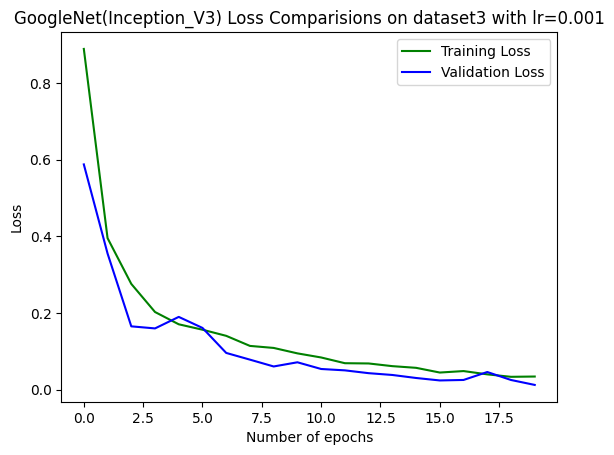 GoogleNet(Inception_V3) Loss Comparisions on dataset3 with lr=0.001
Training Loss
Validation Loss
0.8
0.6
0.4
0.2
0.0
Loss
0.0 2.5 5.0 7.5 10.0 12.5 15.0 17.5
Number of epochs